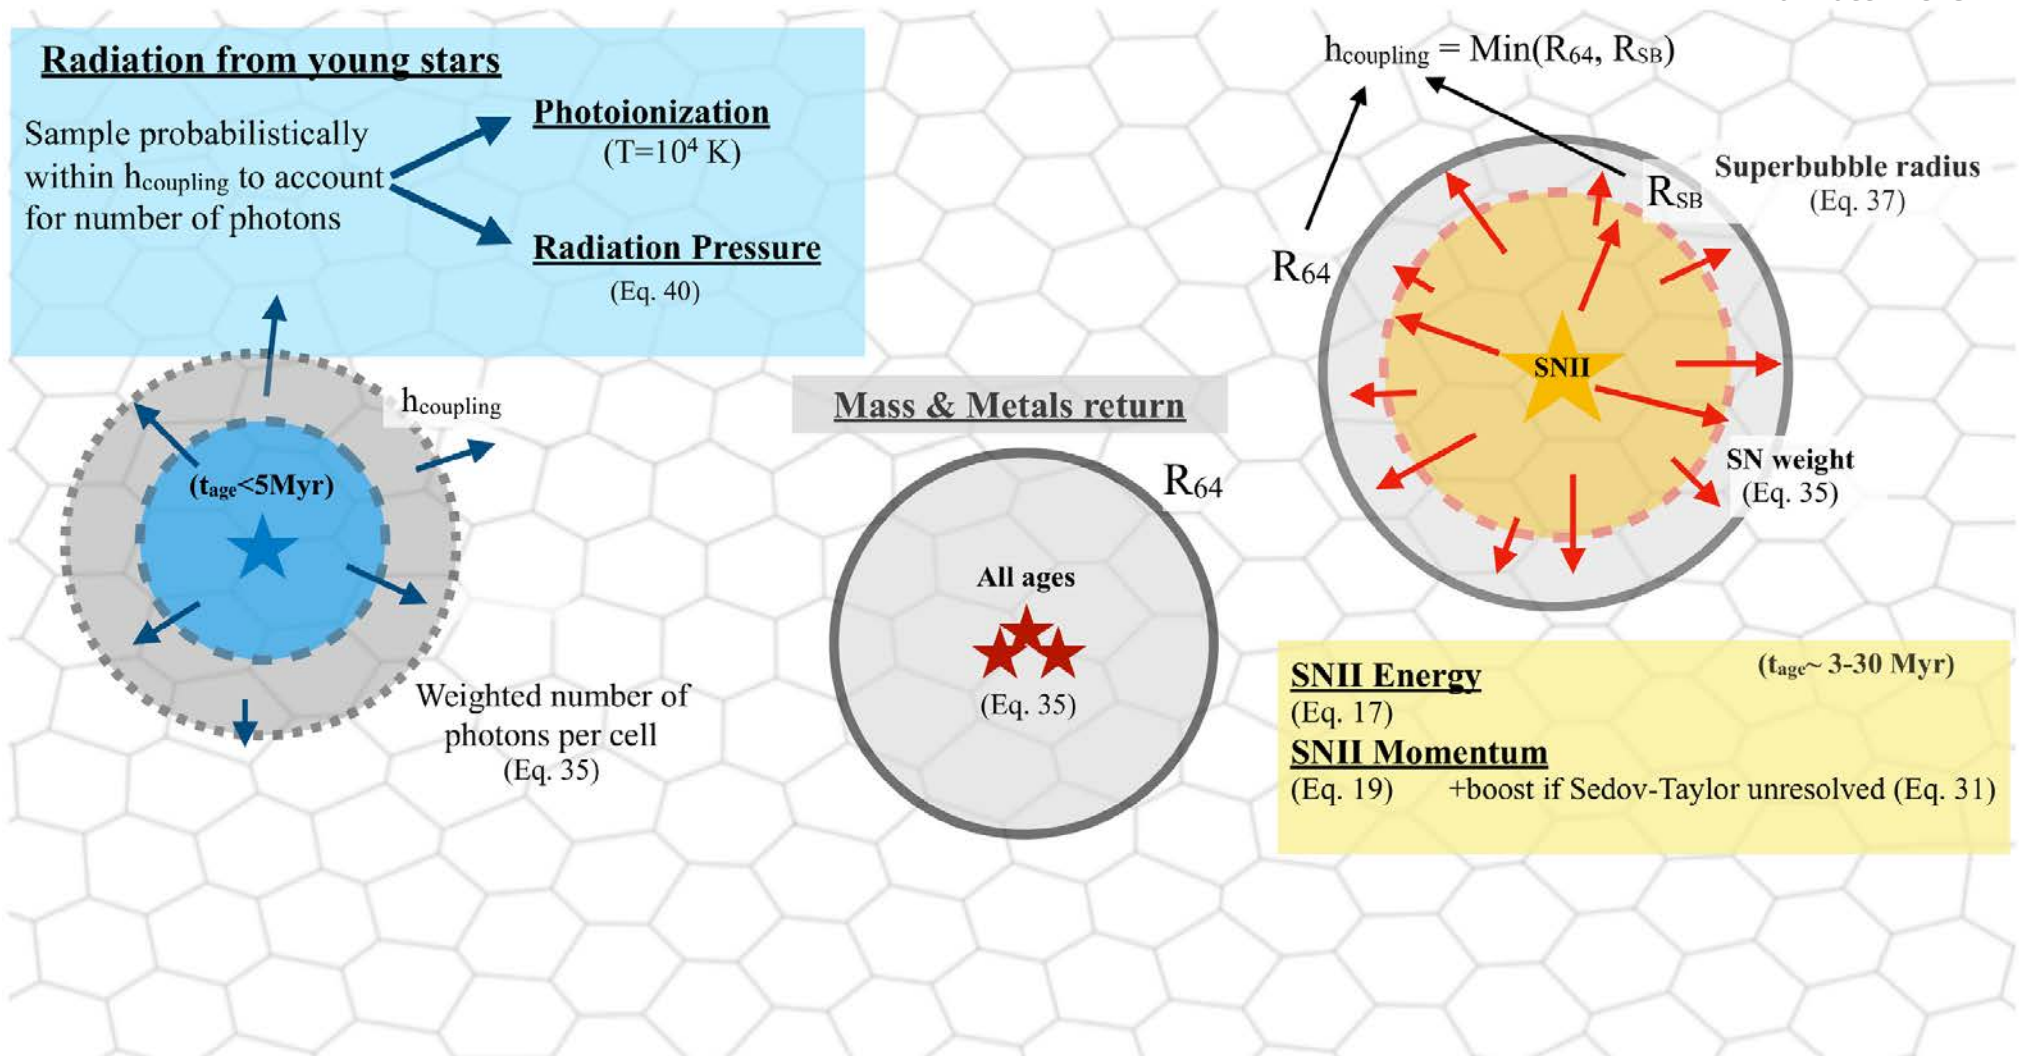 Radiation from young stars
Sample probabilistically
within hcoupling to account
for number of photons
Photoionization
(T=10⁴ K)
Radiation Pressure
(Eq. 40)
hcoupling
(tage<5Myr)
Weighted number of
photons per cell
(Eq. 35)
Mass & Metals return
R64
All ages
(Eq. 35)
hcoupling = Min(R64, RSB)
R64
RSB
Superbubble radius
(Eq. 37)
SNII
SN weight
(Eq. 35)
SNII Energy
(tage~ 3-30 Myr)
(Eq. 17)
SNII Momentum
(Eq. 19) +boost if Sedov-Taylor unresolved (Eq. 31)